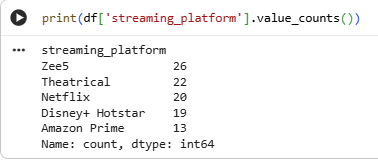 print(df['streaming_platform'].value_counts())
streaming_platform
Zee5 26
Theatrical 22
Netflix 20
Disney+ Hotstar 19
Amazon Prime 13
Name: count, dtype: int64